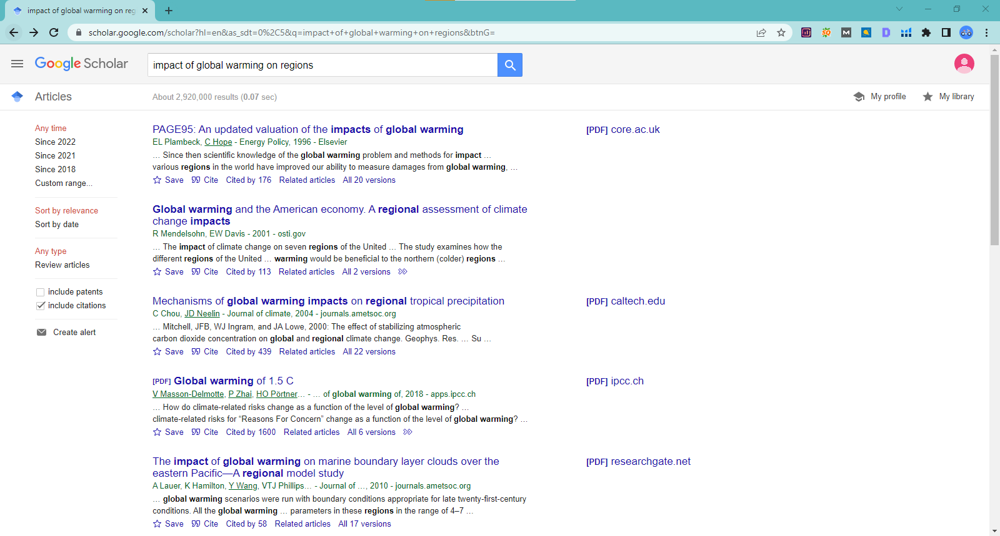 impact of global warming on reg
scholar.google.com/scholar?hl=en&as_sdt=0%2C5&q=impact+of+global+warming+on+regions&btnG=
Google Scholar
impact of global warming on regions
Articles
About 2,920,000 results (0.07 sec)
My profile
My library
Any time
Since 2022
Since 2021
Since 2018
Custom range...
Sort by relevance
Sort by date
Any type
Review articles
include patents
include citations
Create alert
PAGE95: An updated valuation of the impacts of global warming
EL Plambeck, C Hope - Energy Policy, 1996 - Elsevier
… Since then scientific knowledge of the global warming problem and methods for impact …
various regions in the world have improved our ability to measure damages from global warming, …
Save Cite Cited by 176 Related articles All 20 versions
[PDF] core.ac.uk
Global warming and the American economy. A regional assessment of climate
change impacts
R Mendelsohn, EW Davis - 2001 - osti.gov
… The impact of climate change on seven regions of the United … The study examines how the
different regions of the United … warming would be beneficial to the northern (colder) regions …
Save Cite Cited by 113 Related articles All 2 versions
Mechanisms of global warming impacts on regional tropical precipitation
C Chou, JD Neelin - Journal of climate, 2004 - journals.ametsoc.org
… Mitchell, JFB, WJ Ingram, and JA Lowe, 2000: The effect of stabilizing atmospheric
carbon dioxide concentration on global and regional climate change. Geophys. Res. … Su …
Save Cite Cited by 439 Related articles All 22 versions
[PDF] caltech.edu
[PDF] Global warming of 1.5 C
V Masson-Delmotte, P Zhai, HO Pörtner… - … of global warming of, 2018 - apps.ipcc.ch
… How do climate-related risks change as a function of the level of global warming? …
climate-related risks for “Reasons For Concern” change as a function of the level of global warming? …
Save Cite Cited by 1600 Related articles All 6 versions
[PDF] ipcc.ch
The impact of global warming on marine boundary layer clouds over the
eastern Pacific—A regional model study
A Lauer, K Hamilton, Y Wang, VTJ Phillips… - Journal of …, 2010 - journals.ametsoc.org
… global warming scenarios were run with boundary conditions appropriate for late twenty-first-century
conditions. All the global warming … parameters in these regions in the range of 4–7 …
Save Cite Cited by 58 Related articles All 17 versions
[PDF] researchgate.net